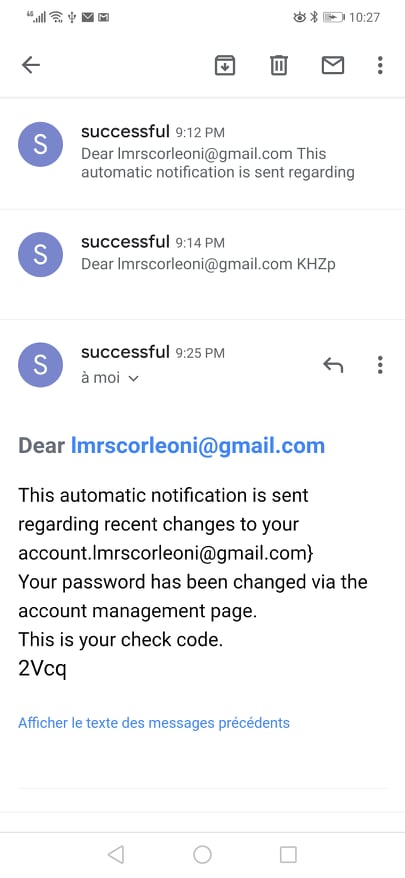 10:27
successful 9:12 PM
Dear lmrscorleoni@gmail.com This
automatic notification is sent regarding
successful 9:14 PM
Dear lmrscorleoni@gmail.com KHZp
successful 9:25 PM
à moi
Dear lmrscorleoni@gmail.com
This automatic notification is sent
regarding recent changes to your
account.lmrscorleoni@gmail.com}
Your password has been changed via the
account management page.
This is your check code.
2Vcq
Afficher le texte des messages précédents